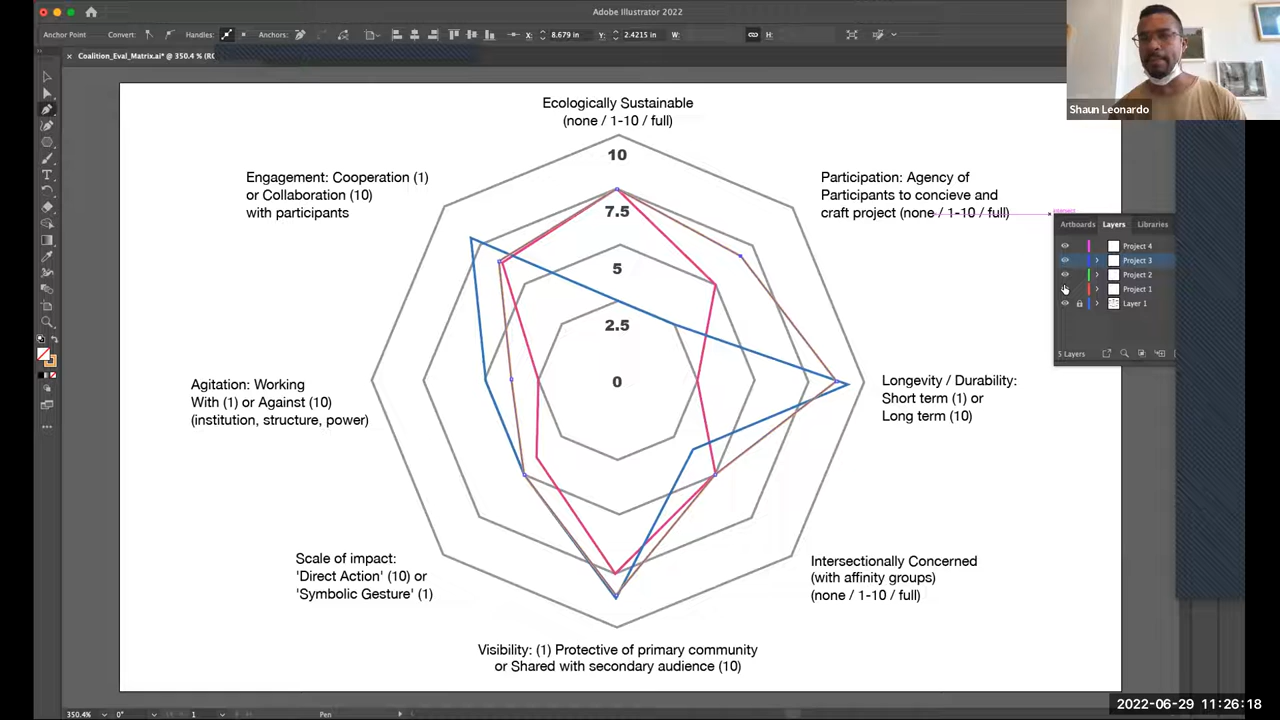 Adobe Illustrator 2022
Anchor Point
Convert:
Handles:
Anchors:
X:
8.679 in
Y:
2.4215 in
W:
H:
Coalition_Eval_Matrix.ai* @ 350.4 %
Shaun Leonardo
Ecologically Sustainable
(none / 1-10 / full)
Engagement: Cooperation (1)
or Collaboration (10)
with participants
Participation: Agency of
Participants to concieve and
craft project (none / 1-10 / full)
10
7.5
5
2.5
0
intersect
Artboards
Layers
Libraries
Project 4
Project 3
Project 2
Project 1
Layer 1
5 Layers
Agitation: Working
With (1) or Against (10)
(institution, structure, power)
Longevity / Durability:
Short term (1) or
Long term (10)
Scale of impact:
'Direct Action' (10) or
'Symbolic Gesture' (1)
Intersectionally Concerned
(with affinity groups)
(none / 1-10 / full)
Visibility: (1) Protective of primary community
or Shared with secondary audience (10)
350.4%
0°
1
Pen
2022-06-29 11:26:18